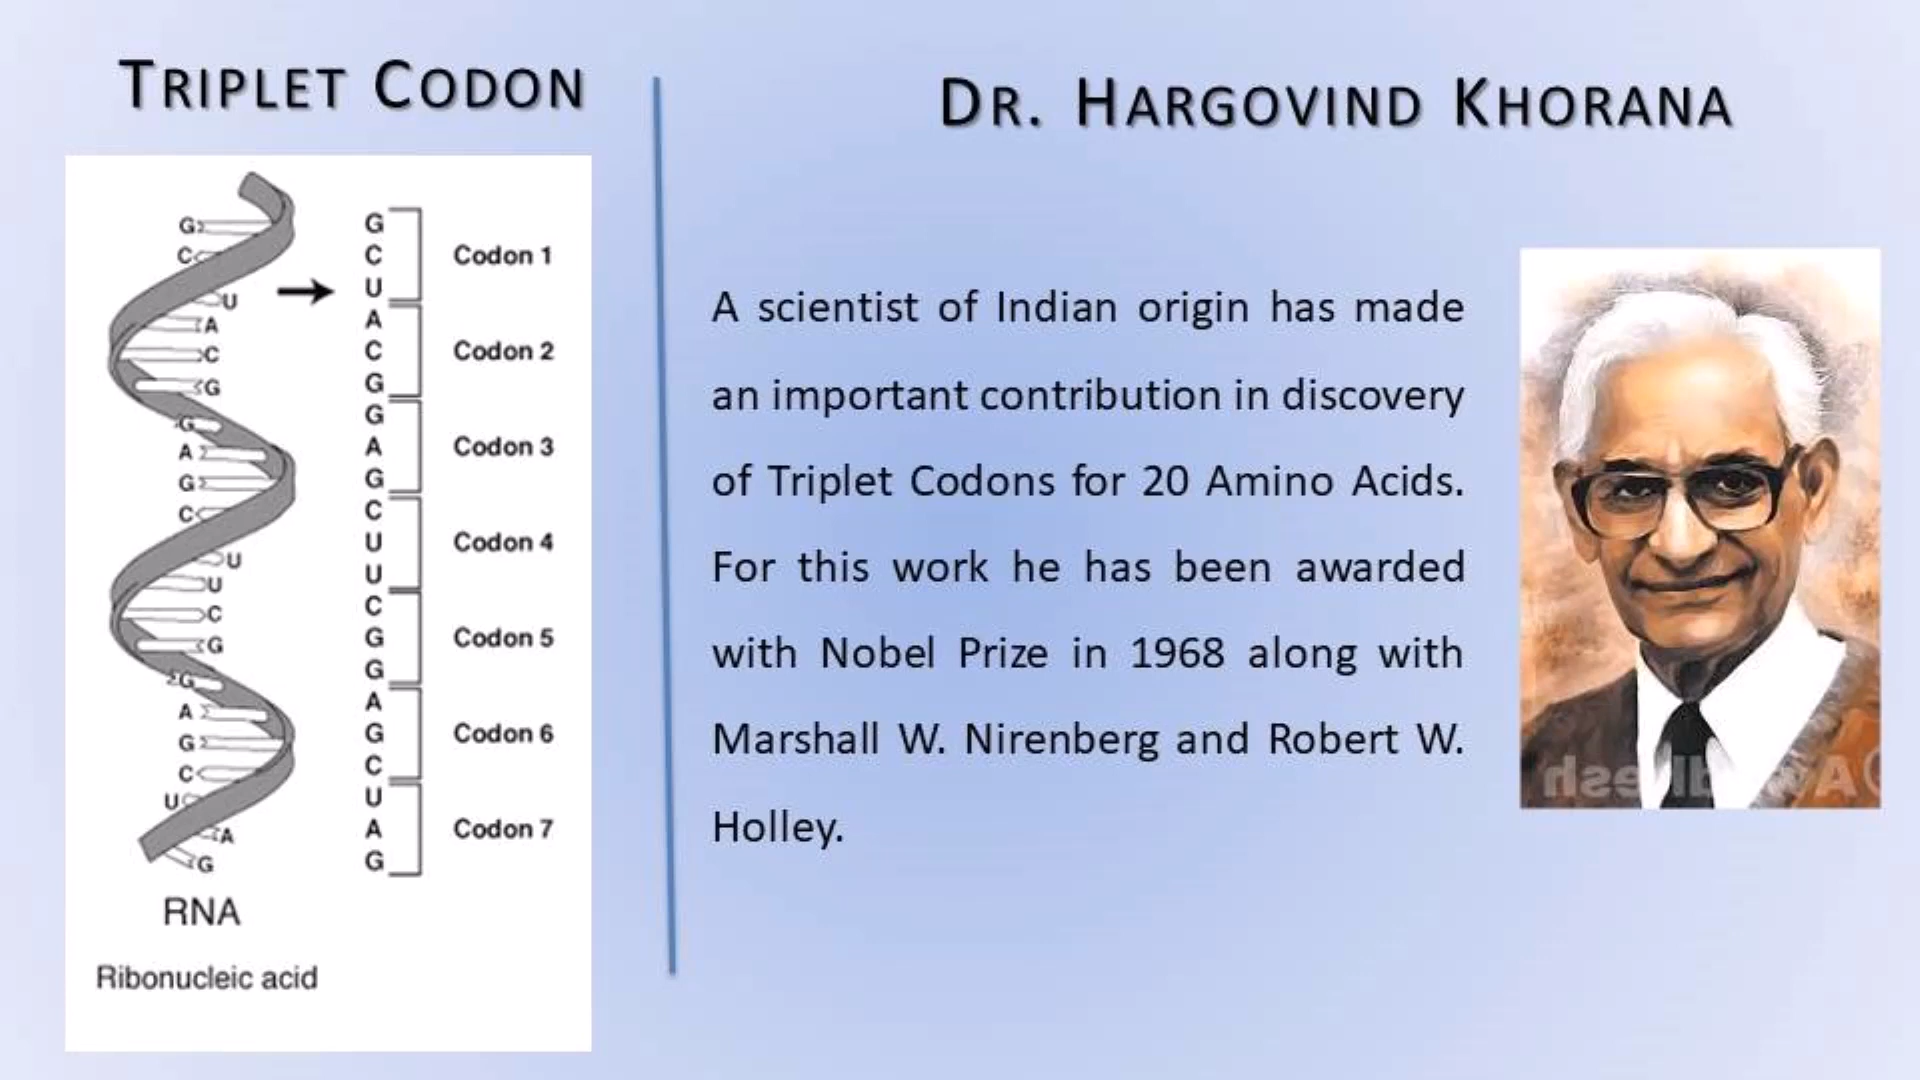 TRIPLET CODON
G
C
U
A
C
G
G
A
G
C
U
U
C
G
G
A
G
C
U
A
G
RNA
Ribonucleic acid
G
C
U
Codon 1
A
C
G
Codon 2
G
A
G
Codon 3
C
U
U
Codon 4
C
G
G
Codon 5
A
G
C
Codon 6
U
A
G
Codon 7
DR. HARGOVIND KHORANA
A scientist of Indian origin has made
an important contribution in discovery
of Triplet Codons for 20 Amino Acids.
For this work he has been awarded
with Nobel Prize in 1968 along with
Marshall W. Nirenberg and Robert W.
Holley.